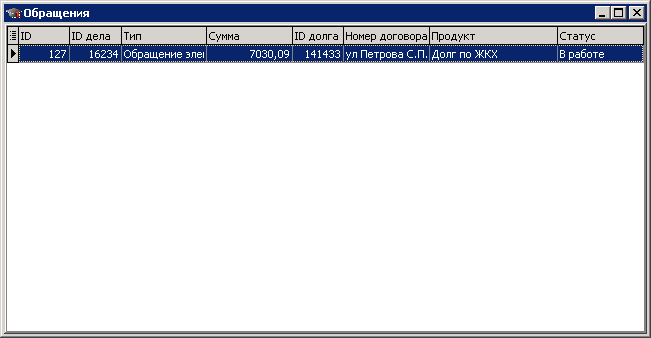 Обращения
ID ID дела Тип Сумма ID долга Номер договора Продукт Статус
127 16234 Обращение элек 7030,09 141433 ул Петрова С.П. Долг по ЖКХ В работе